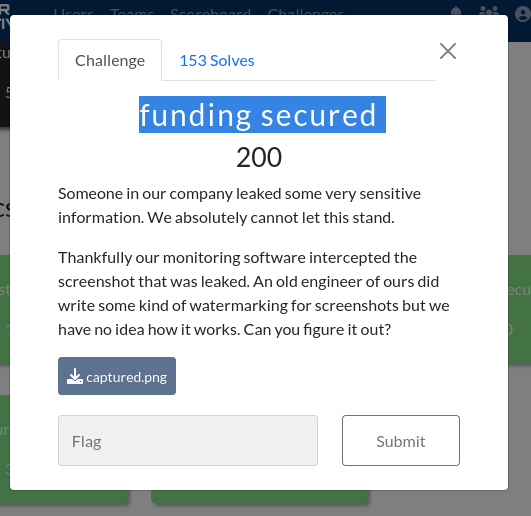 Users Teams Scoreboard Challenges
Challenge
153 Solves
funding secured
200
Someone in our company leaked some very sensitive
information. We absolutely cannot let this stand.
Thankfully our monitoring software intercepted the
screenshot that was leaked. An old engineer of ours did
write some kind of watermarking for screenshots but we
have no idea how it works. Can you figure it out?
captured.png
Flag
Submit